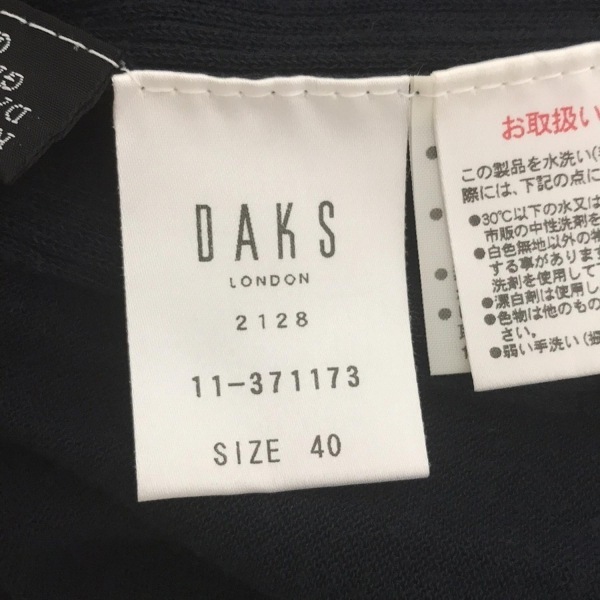 DAKS
LONDON
2128
11-371173
SIZE 40
お取扱い
この製品を水洗い(
際には、下記の点に
●30℃以下の水又は
市販の中性洗剤を
●白色無地以外の物
する事があります
洗剤を使用して
●漂白剤は使用し
●色物は他のもの
さい。
●弱い手洗い(振